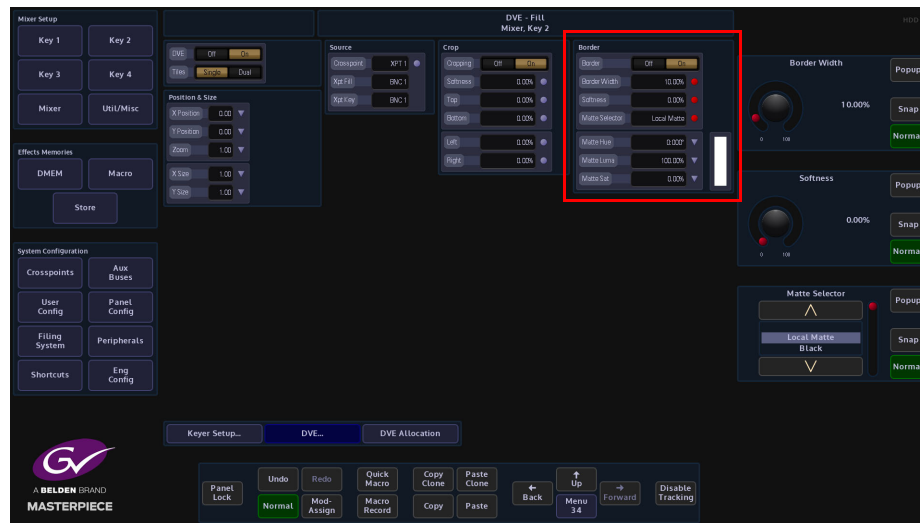 Mixer Setup
Key 1 Key 2
Key 3 Key 4
Mixer Util/Misc
Effects Memories
DMEM Macro
Store
System Configuration
Crosspoints Aux Buses
User Config Panel Config
Filing System Peripherals
Shortcuts Eng Config
GV
A BELDEN BRAND
MASTERPIECE
DVE - Fill
Mixer, Key 2
HDD
DVE Off On
Tiles Single Dual
Position & Size
X Position 0.00
Y Position 0.00
Zoom 1.00
X Size 1.00
Y Size 1.00
Source
Crosspoint XPT 1
Xpt Fill BNC 1
Xpt Key BNC 1
Crop
Cropping Off On
Softness 0.00%
Top 0.00%
Bottom 0.00%
Left 0.00%
Right 0.00%
Border
Border Off On
Border Width 10.00%
Softness 0.00%
Matte Selector Local Matte
Matte Hue 0.000°
Matte Luma 100.00%
Matte Sat 0.00%
Border Width
10.00%
0 100
Popup
Snap
Norma
Softness
0.00%
0 100
Popup
Snap
Norma
Matte Selector
Local Matte
Black
Popup
Snap
Norma
Keyer Setup... DVE... DVE Allocation
Panel Lock
Undo Redo Quick Macro Copy Clone Paste Clone
Normal Mod-Assign Macro Record Copy Paste
Back Up Forward
Menu 34
Disable Tracking